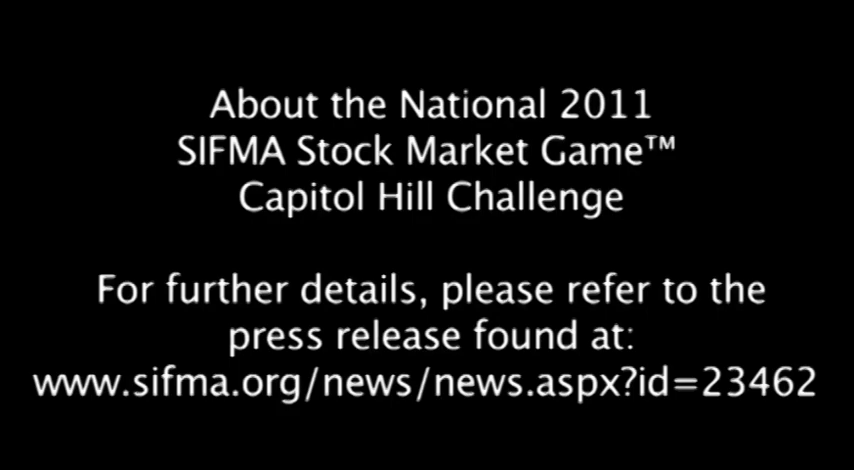 About the National 2011
SIFMA Stock Market Game™
Capitol Hill Challenge
For further details, please refer to the
press release found at:
www.sifma.org/news/news.aspx?id=23462